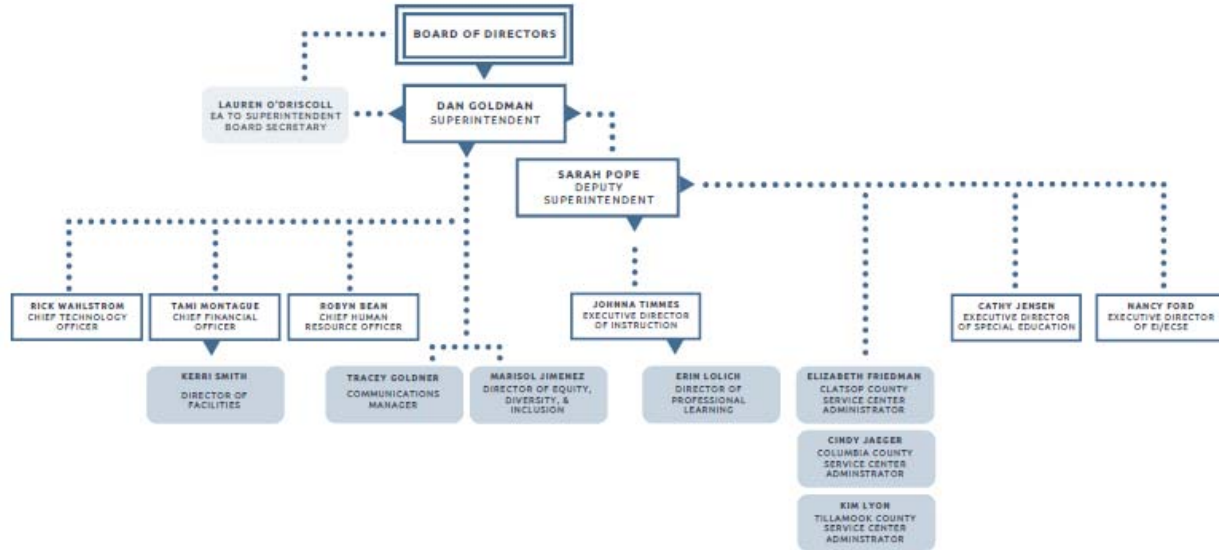 BOARD OF DIRECTORS
LAUREN O'DRISCOLL
EA TO SUPERINTENDENT
BOARD SECRETARY
DAN GOLDMAN
SUPERINTENDENT
SARAH POPE
DEPUTY
SUPERINTENDENT
RICK WAHLSTROM
CHIEF TECHNOLOGY
OFFICER
TAMI MONTAGUE
CHIEF FINANCIAL
OFFICER
ROBYN BEAN
CHIEF HUMAN
RESOURCE OFFICER
JOHNNA TIMMES
EXECUTIVE DIRECTOR
OF INSTRUCTION
CATHY JENSEN
EXECUTIVE DIRECTOR
OF SPECIAL EDUCATION
NANCY FORD
EXECUTIVE DIRECTOR
OF EI/ECSE
KERRI SMITH
DIRECTOR OF
FACILITIES
TRACEY GOLDNER
COMMUNICATIONS
MANAGER
MARISOL JIMENEZ
DIRECTOR OF EQUITY,
DIVERSITY, &
INCLUSION
ERIN LOLICH
DIRECTOR OF
PROFESSIONAL
LEARNING
ELIZABETH FRIEDMAN
CLATSOP COUNTY
SERVICE CENTER
ADMINISTRATOR
CINDY JAEGER
COLUMBIA COUNTY
SERVICE CENTER
ADMINSTRATOR
KIM LYON
TILLAMOOK COUNTY
SERVICE CENTER
ADMINSTRATOR